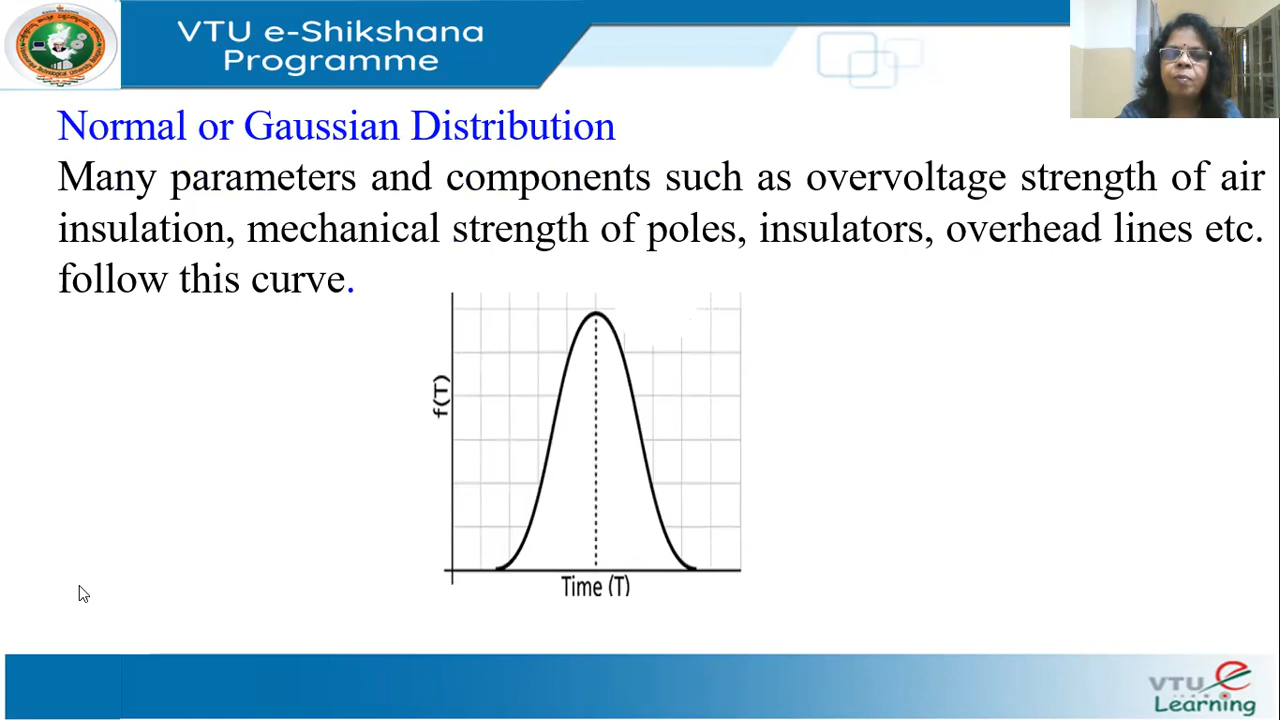 VTU e-Shikshana
Programme
Normal or Gaussian Distribution
Many parameters and components such as overvoltage strength of air
insulation, mechanical strength of poles, insulators, overhead lines etc.
follow this curve.
f(T)
Time (T)
VTU e
Learning